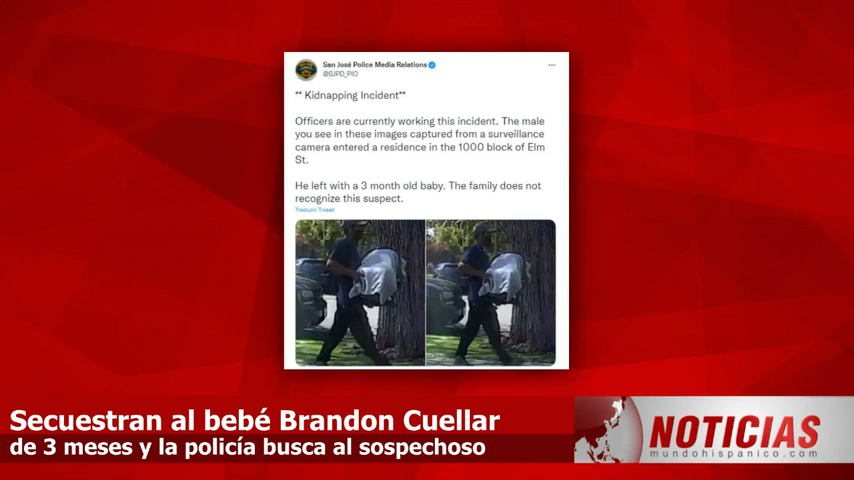 San José Police Media Relations
@SJPD_PIO
** Kidnapping Incident**
Officers are currently working this incident. The male
you see in these images captured from a surveillance
camera entered a residence in the 1000 block of Elm
St.
He left with a 3 month old baby. The family does not
recognize this suspect.
Traducir Tweet
Secuestran al bebé Brandon Cuellar
de 3 meses y la policía busca al sospechoso
NOTICIAS
mundohispanico.com